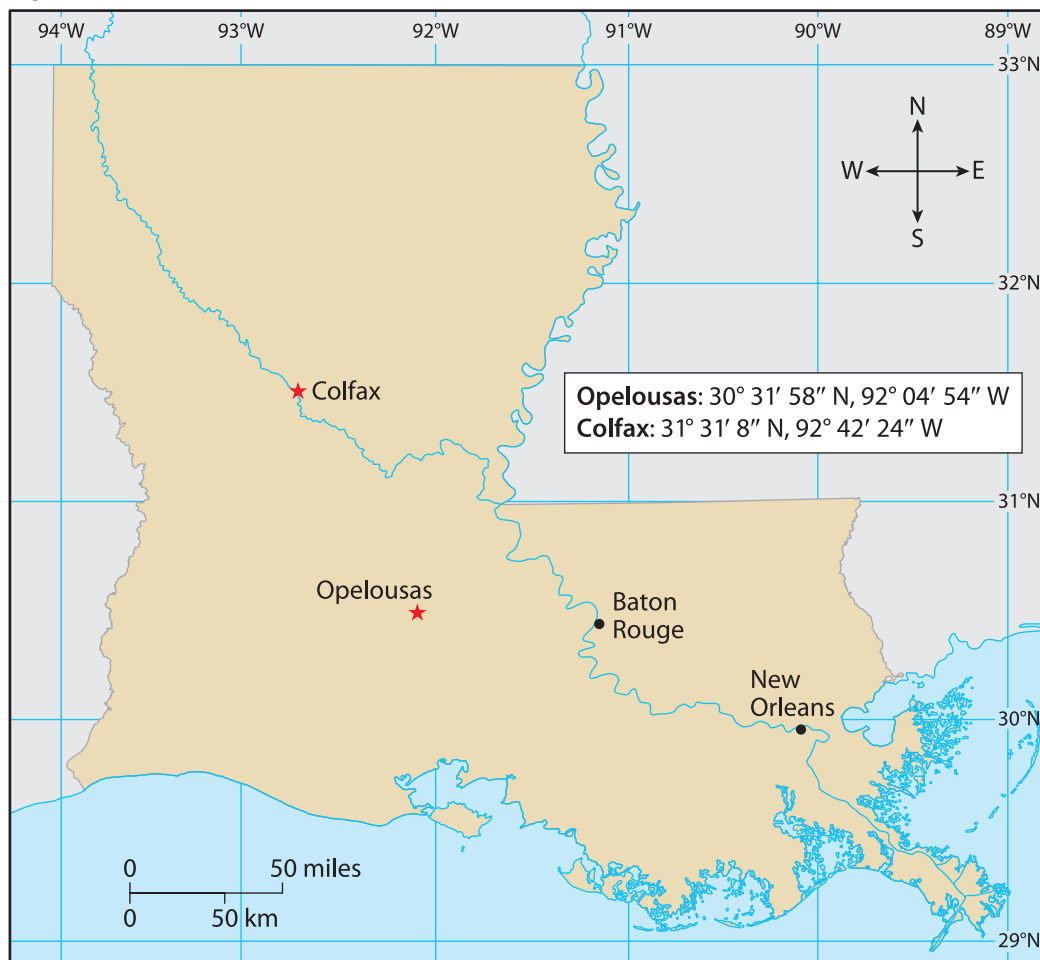 94°W 93°W 92°W 91°W 90°W 89°W
33°N
N
W E
S
32°N
Colfax
Opelousas: 30° 31′ 58″ N, 92° 04′ 54″ W
Colfax: 31° 31′ 8″ N, 92° 42′ 24″ W
31°N
Opelousas
Baton
Rouge
New
Orleans
30°N
0 50 miles
0 50 km
29°N